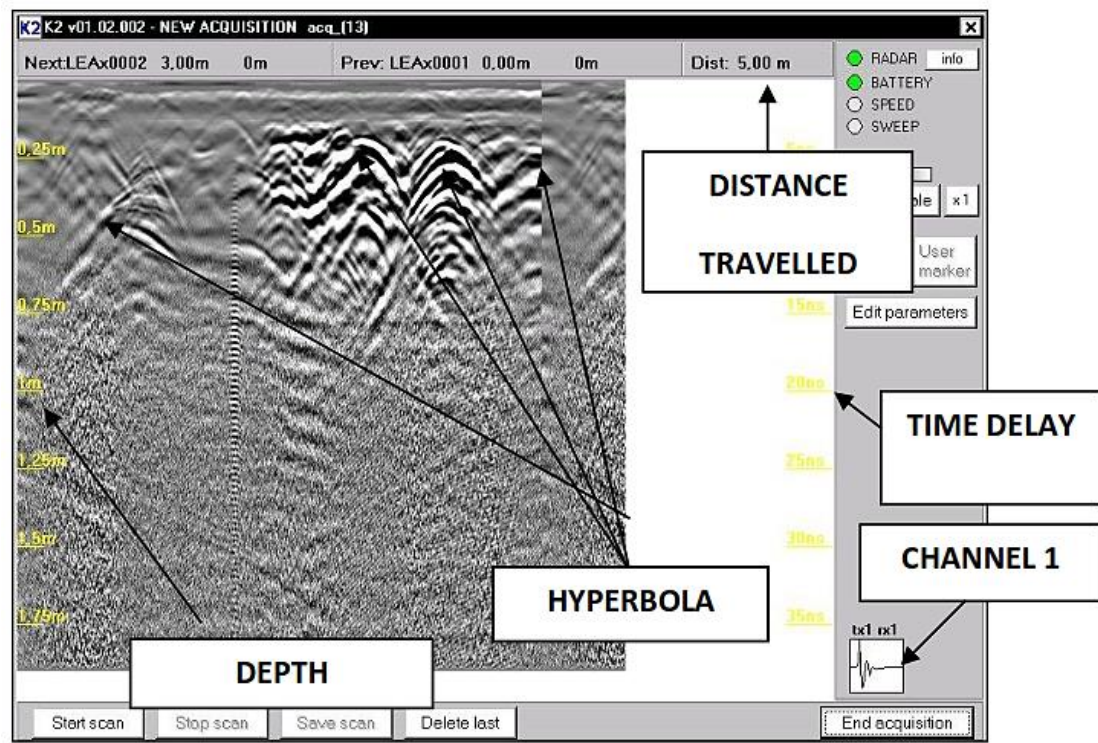 K2 K2 v01.02.002 - NEW ACQUISITION acq_(13)
Next:LEAx0002 3,00m 0m Prev: LEAx0001 0,00m 0m Dist: 5,00 m
RADAR info
BATTERY
SPEED
SWEEP
0,25m
DISTANCE
TRAVELLED
x1
0,5m
User
marker
0,75m 15ns
Edit parameters
1m 20ns
TIME DELAY
1,25m 25ns
1,5m 30ns
CHANNEL 1
HYPERBOLA
1,79m 35ns
tx1 rx1
DEPTH
Start scan Stop scan Save scan Delete last End acquisition